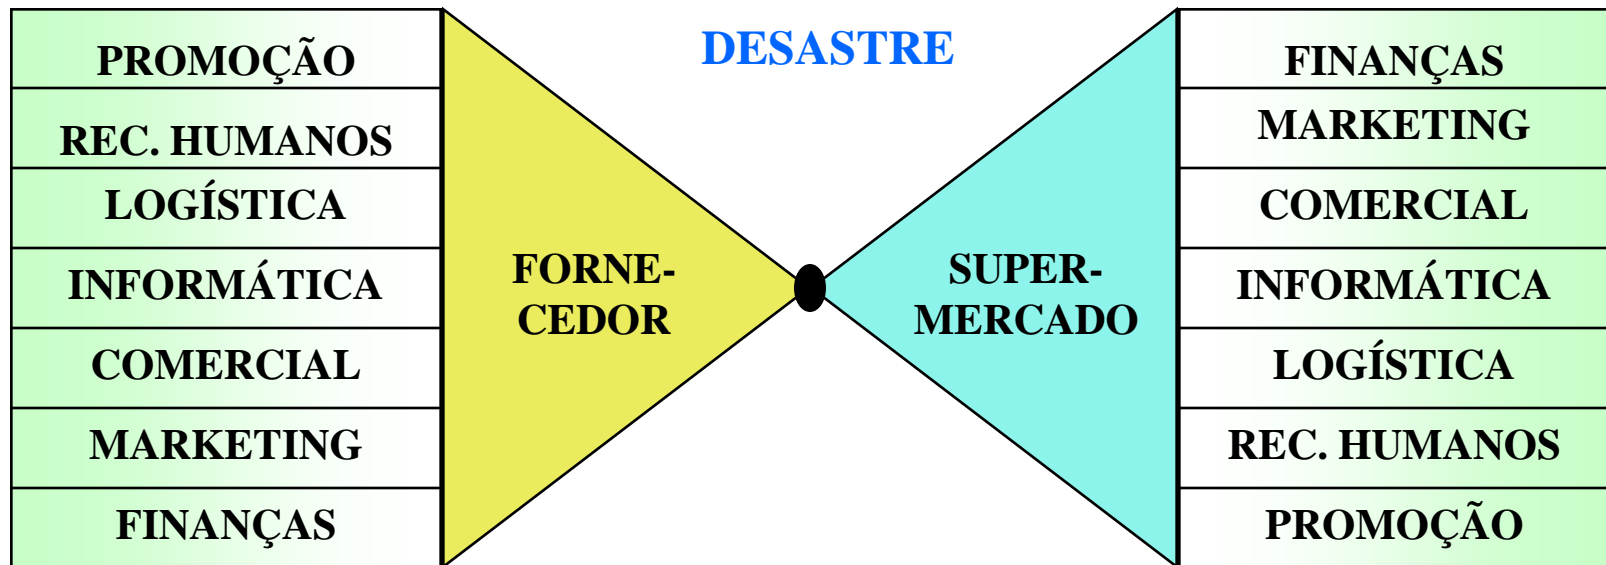 DESASTRE
PROMOÇÃO
REC. HUMANOS
LOGÍSTICA
INFORMÁTICA
COMERCIAL
MARKETING
FINANÇAS
FORNE-
CEDOR
SUPER-
MERCADO
FINANÇAS
MARKETING
COMERCIAL
INFORMÁTICA
LOGÍSTICA
REC. HUMANOS
PROMOÇÃO